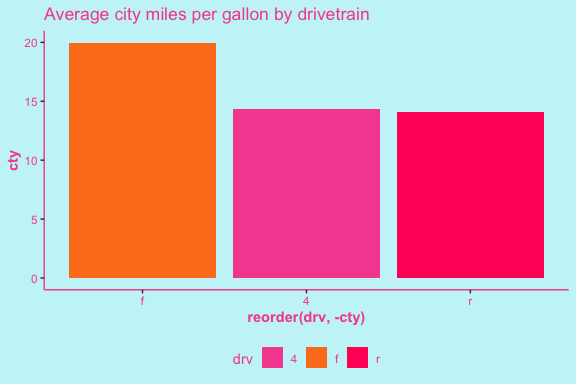 Average city miles per gallon by drivetrain
20
15
10
5
0
cty
f 4 r
reorder(drv, -cty)
drv 4 f r